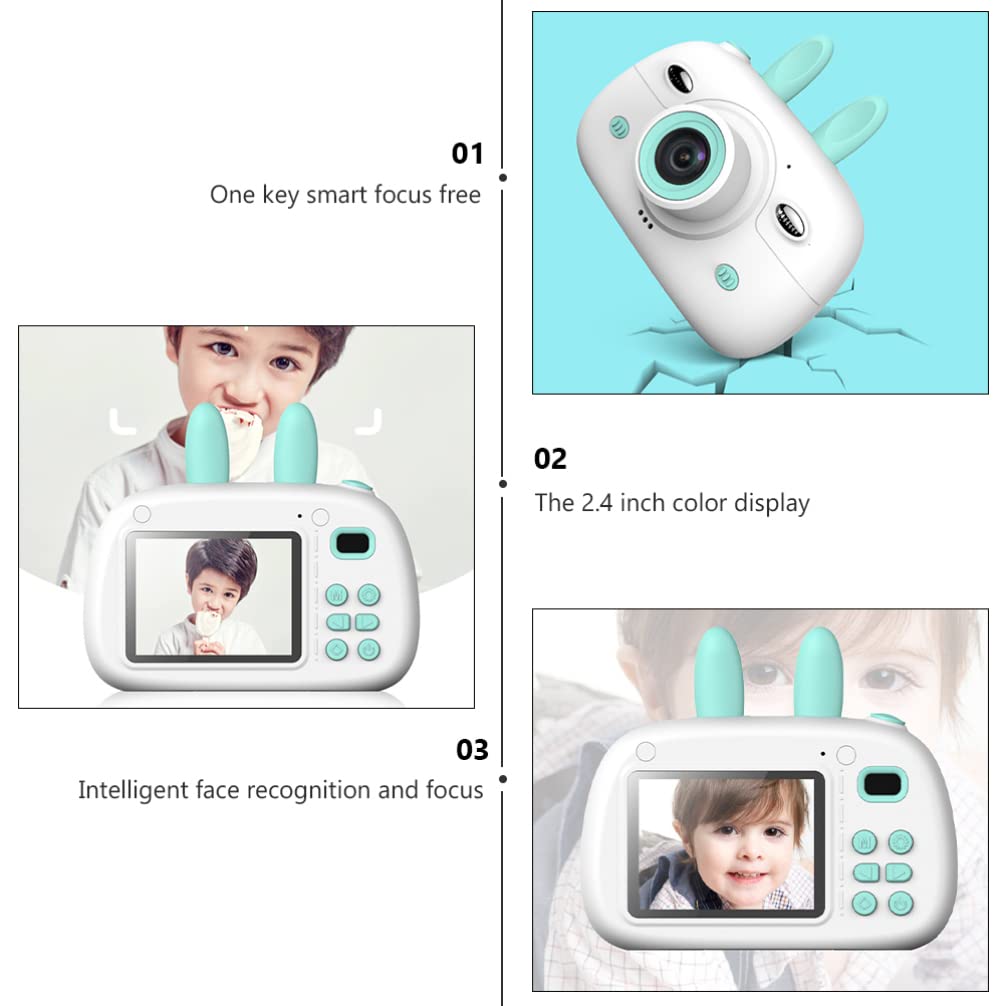 01
One key smart focus free
02
The 2.4 inch color display
03
Intelligent face recognition and focus